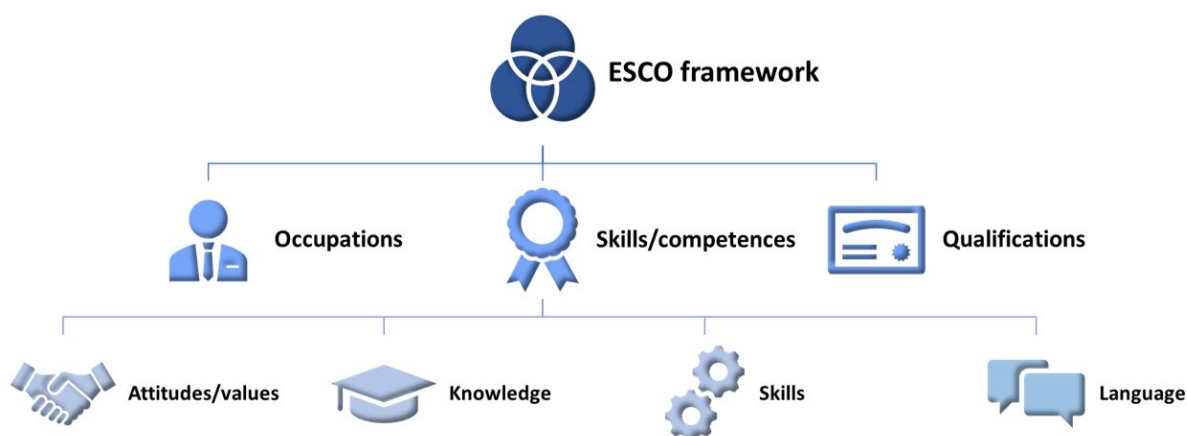 ESCO framework
Occupations
Skills/competences
Qualifications
Attitudes/values
Knowledge
Skills
Language